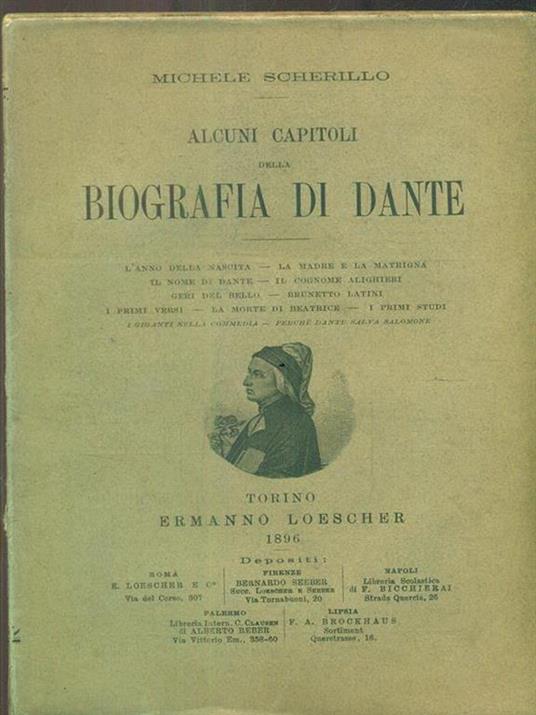 MICHELE SCHERILLO
ALCUNI CAPITOLI
DELLA
BIOGRAFIA DI DANTE
L'ANNO DELLA NASCITA — LA MADRE E LA MATRIGNA
IL NOME DI DANTE — IL COGNOME ALIGHIERI
GERI DEL BELLO — BRUNETTO LATINI
I PRIMI VERSI — LA MORTE DI BEATRICE — I PRIMI STUDI
I GIGANTI NELLA COMMEDIA — PERCHÈ DANTE SALVA SALOMONE
TORINO
ERMANNO LOESCHER
1896
Depositi:
ROMA
E. LOESCHER E Cº
Via del Corso, 307
FIRENZE
BERNARDO SEEBER
Succ. LOESCHER E SEEBER
Via Tornabuoni, 20
NAPOLI
Libreria Scolastica
di F. BICCHIERAI
Strada Quercia, 26
PALERMO
Libreria Intern. C. CLAUSEN
di ALBERTO REBER
Via Vittorio Em., 358-60
LIPSIA
F. A. BROCKHAUS
Sortiment
Querstrasse, 16.